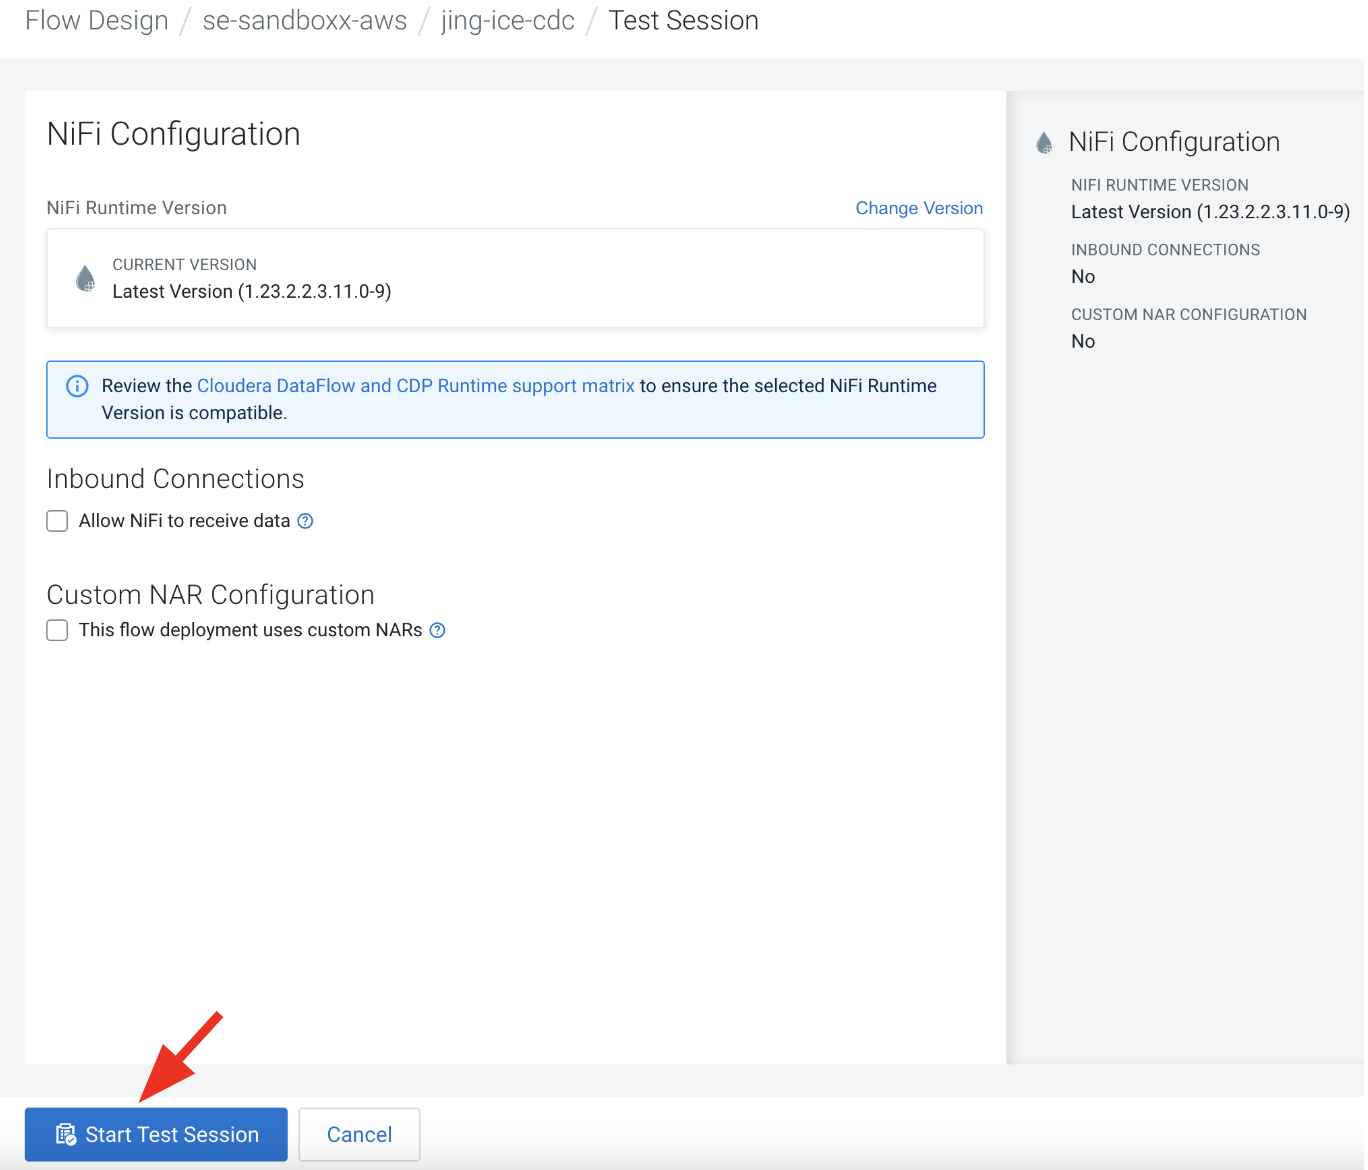 Flow Design / se-sandboxx-aws / jing-ice-cdc / Test Session
NiFi Configuration
NiFi Runtime Version
Change Version
CURRENT VERSION
Latest Version (1.23.2.2.3.11.0-9)
Review the Cloudera DataFlow and CDP Runtime support matrix to ensure the selected NiFi Runtime
Version is compatible.
Inbound Connections
Allow NiFi to receive data
Custom NAR Configuration
This flow deployment uses custom NARs
NiFi Configuration
NIFI RUNTIME VERSION
Latest Version (1.23.2.2.3.11.0-9)
INBOUND CONNECTIONS
No
CUSTOM NAR CONFIGURATION
No
Start Test Session
Cancel